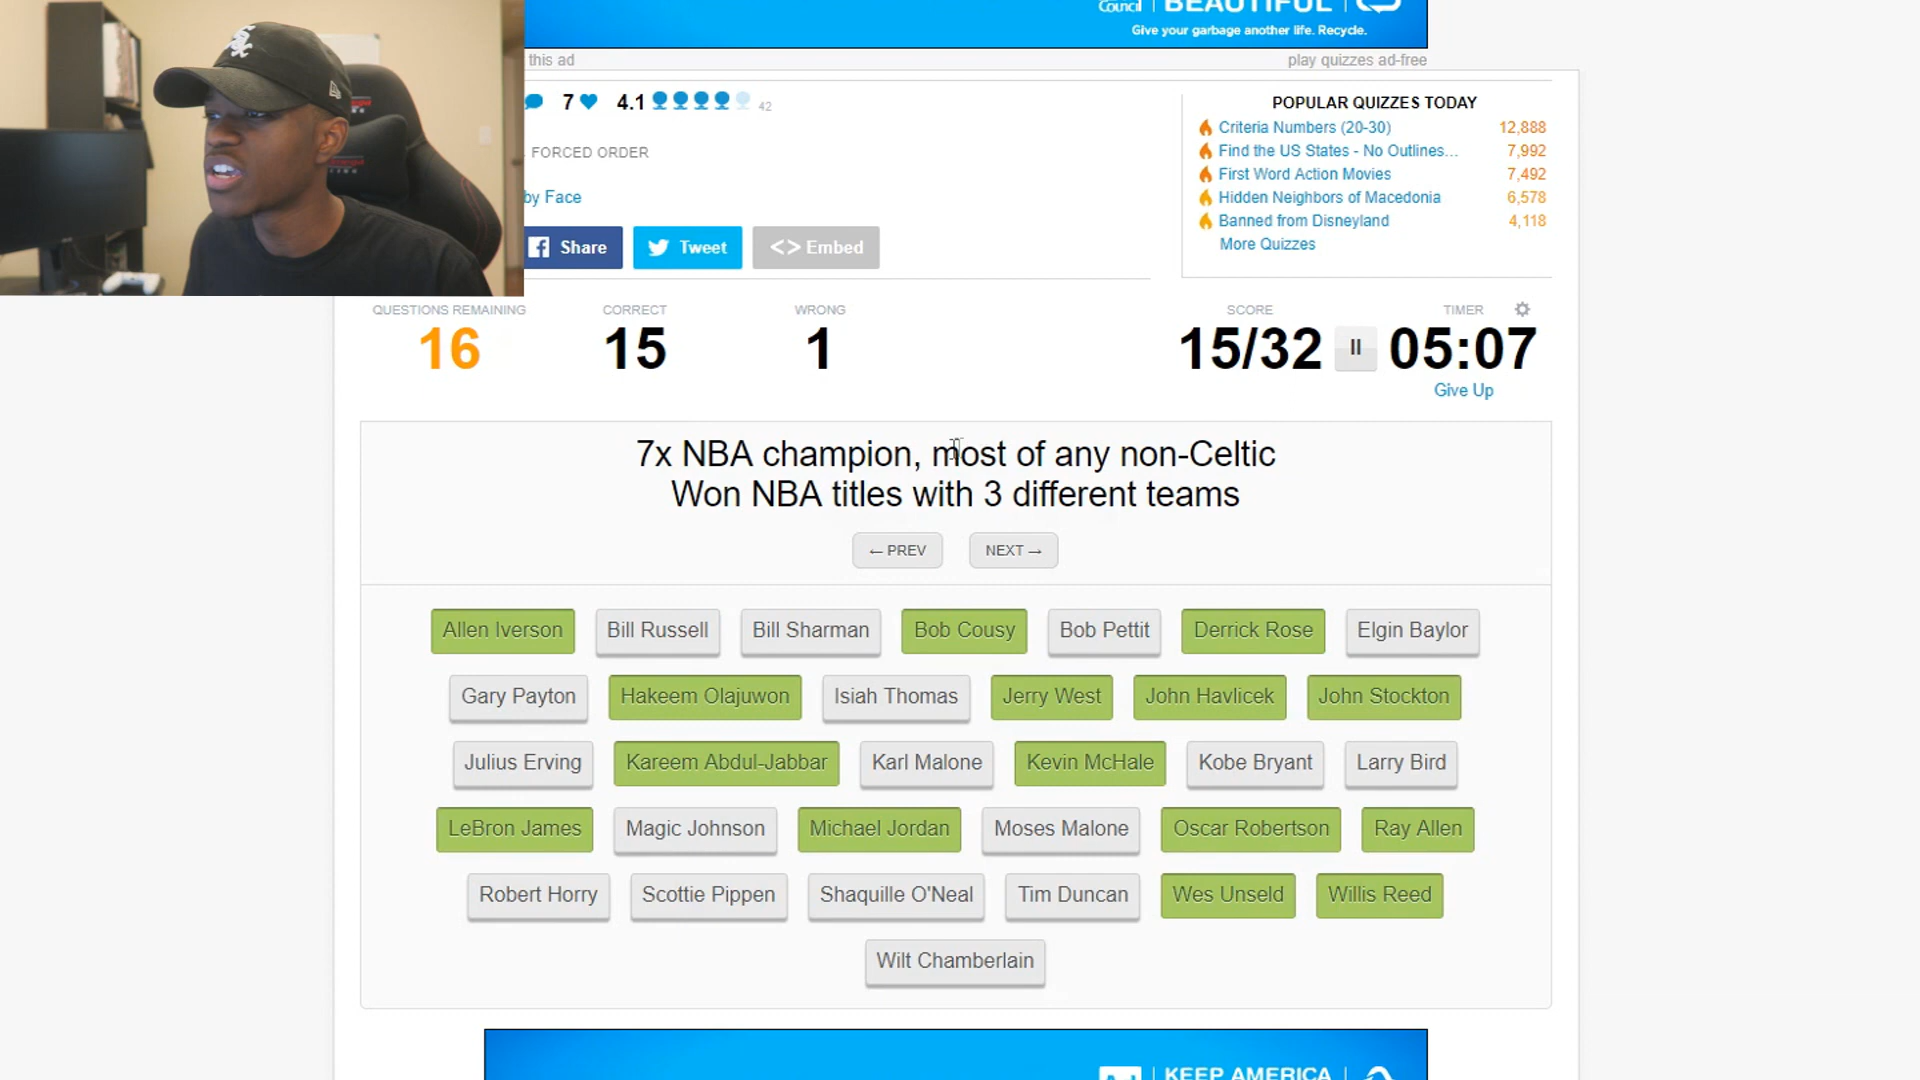 Council | BEAUTIFUL |
Give your garbage another life. Recycle.
this ad
play quizzes ad-free
7 4.1 42
FORCED ORDER
by Face
Share Tweet <> Embed
POPULAR QUIZZES TODAY
Criteria Numbers (20-30) 12,888
Find the US States - No Outlines... 7,992
First Word Action Movies 7,492
Hidden Neighbors of Macedonia 6,578
Banned from Disneyland 4,118
More Quizzes
QUESTIONS REMAINING CORRECT WRONG SCORE TIMER
16 15 1 15/32 05:07
Give Up
7x NBA champion, most of any non-Celtic
Won NBA titles with 3 different teams
← PREV NEXT →
Allen Iverson Bill Russell Bill Sharman Bob Cousy Bob Pettit Derrick Rose Elgin Baylor
Gary Payton Hakeem Olajuwon Isiah Thomas Jerry West John Havlicek John Stockton
Julius Erving Kareem Abdul-Jabbar Karl Malone Kevin McHale Kobe Bryant Larry Bird
LeBron James Magic Johnson Michael Jordan Moses Malone Oscar Robertson Ray Allen
Robert Horry Scottie Pippen Shaquille O'Neal Tim Duncan Wes Unseld Willis Reed
Wilt Chamberlain
Ad | KEEP AMERICA |